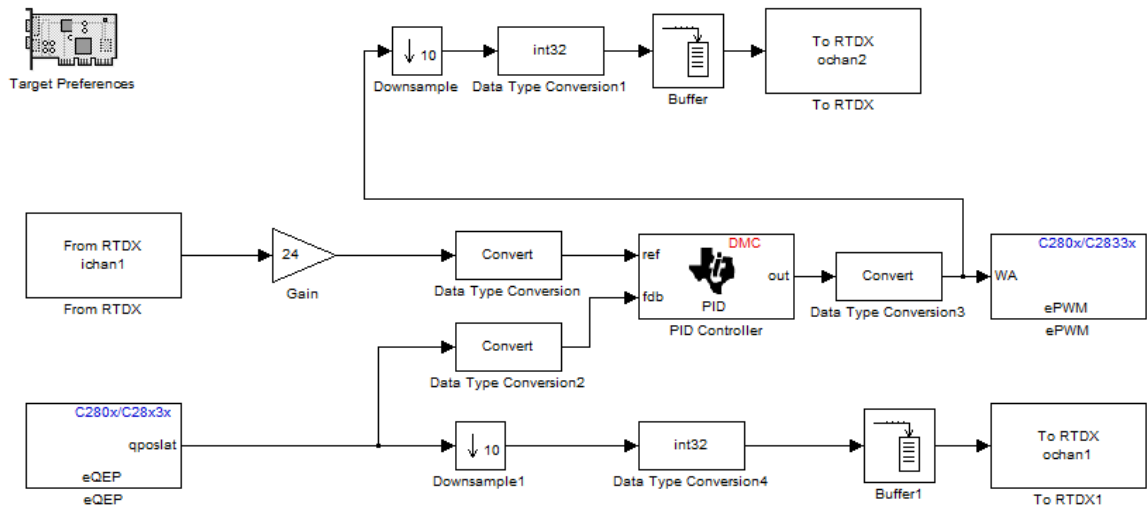 Target Preferences
10
Downsample
int32
Data Type Conversion1
Buffer
To RTDX
ochan2
To RTDX
From RTDX
ichan1
From RTDX
24
Gain
Convert
Data Type Conversion
DMC
ref
fdb
out
PID
PID Controller
Convert
Data Type Conversion3
C280x/C2833x
WA
ePWM
ePWM
Convert
Data Type Conversion2
C280x/C28x3x
qposlat
eQEP
eQEP
10
Downsample1
int32
Data Type Conversion4
Buffer1
To RTDX
ochan1
To RTDX1